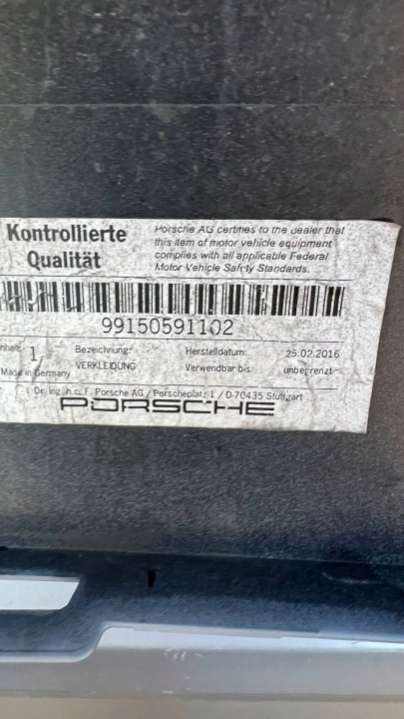 Kontrollierte
Qualität
Porsche AG certifies to the dealer that
this item of motor vehicle equipment
complies with all applicable Federal
Motor Vehicle Safety Standards.
99150591102
Inhalt: 1 Bezeichnung: Herstelldatum: 25.02.2016
Made in Germany VERKLEIDUNG Verwendbar bis: unbegrenzt
Dr. Ing. h.c. F. Porsche AG / Porscheplatz 1 / D-70435 Stuttgart
PORSCHE